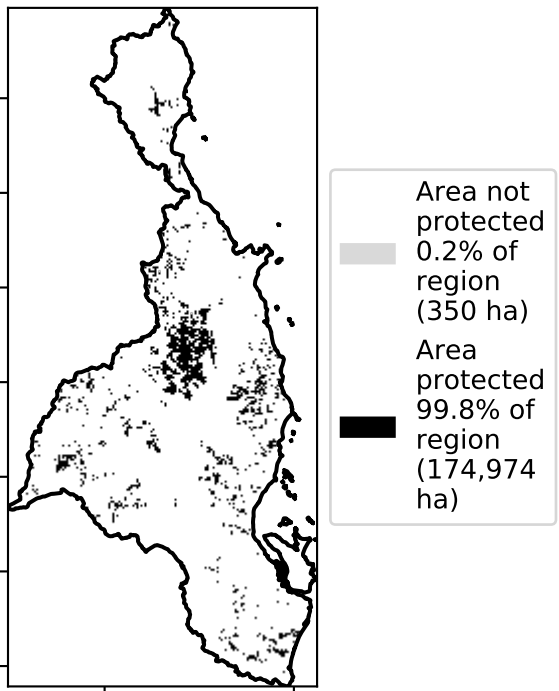 Area not
protected
0.2% of
region
(350 ha)
Area
protected
99.8% of
region
(174,974
ha)